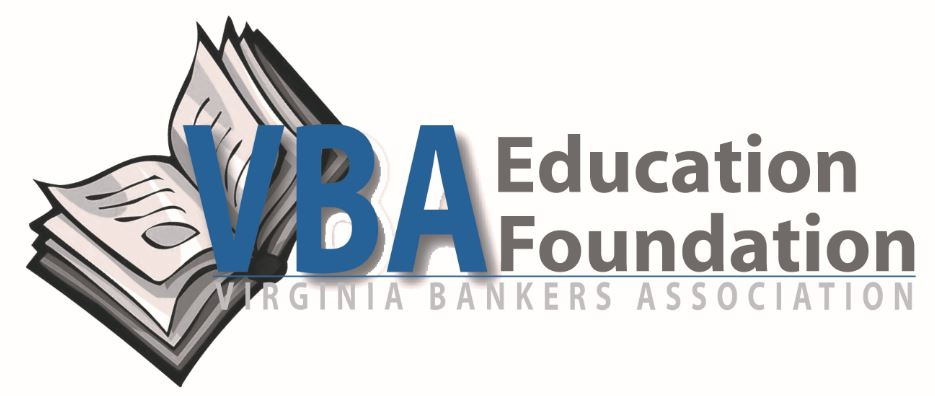 VBA
Education
Foundation
VIRGINIA BANKERS ASSOCIATION